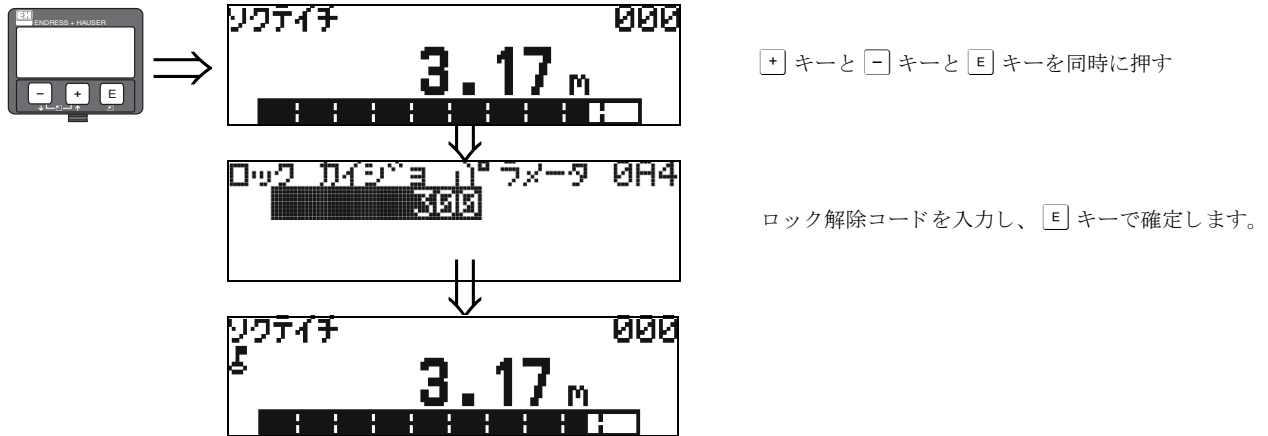 EH ENDRESS + HAUSER
− + E
ソクテイチ 000
3.17 m
+ キーと − キーと E キーを同時に押す
ロック カイジョ パラメータ 0A4
300
ロック解除コードを入力し、 E キーで確定します。
ソクテイチ 000
3.17 m